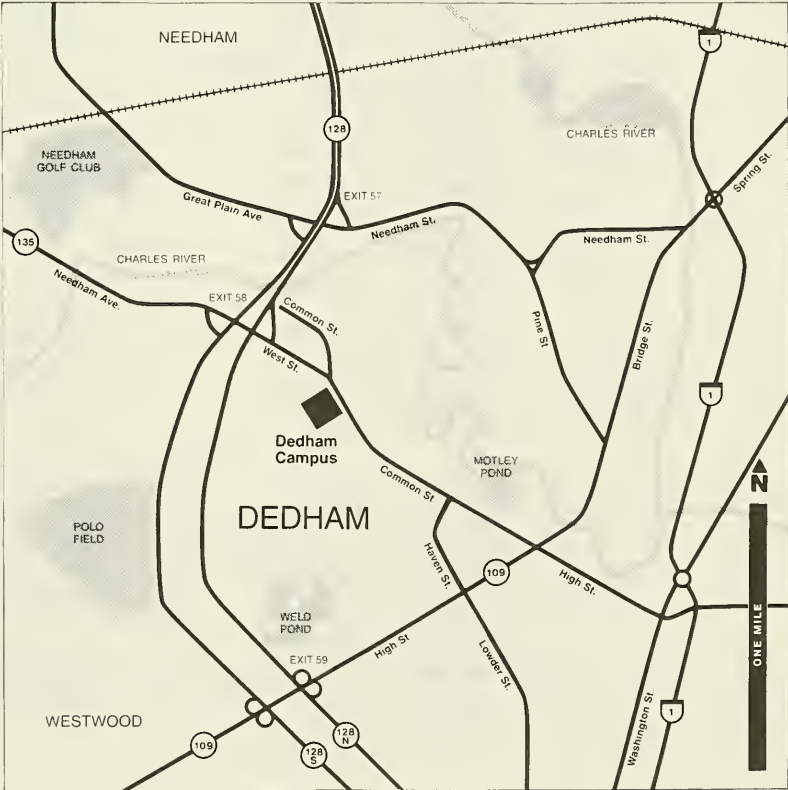 NEEDHAM
1
128
CHARLES RIVER
NEEDHAM
GOLF CLUB
Spring St.
EXIT 57
Great Plain Ave
Needham St.
Needham St.
135
CHARLES RIVER
Needham Ave.
EXIT 58
Common St.
Pine St
Bridge St.
West St.
1
Dedham
Campus
MOTLEY
POND
Common St.
N
DEDHAM
POLO
FIELD
Haven St.
109
High St.
ONE MILE
WELD
POND
High St
Lowder St.
EXIT 59
Washington St.
WESTWOOD
1
109
128
N
128
S